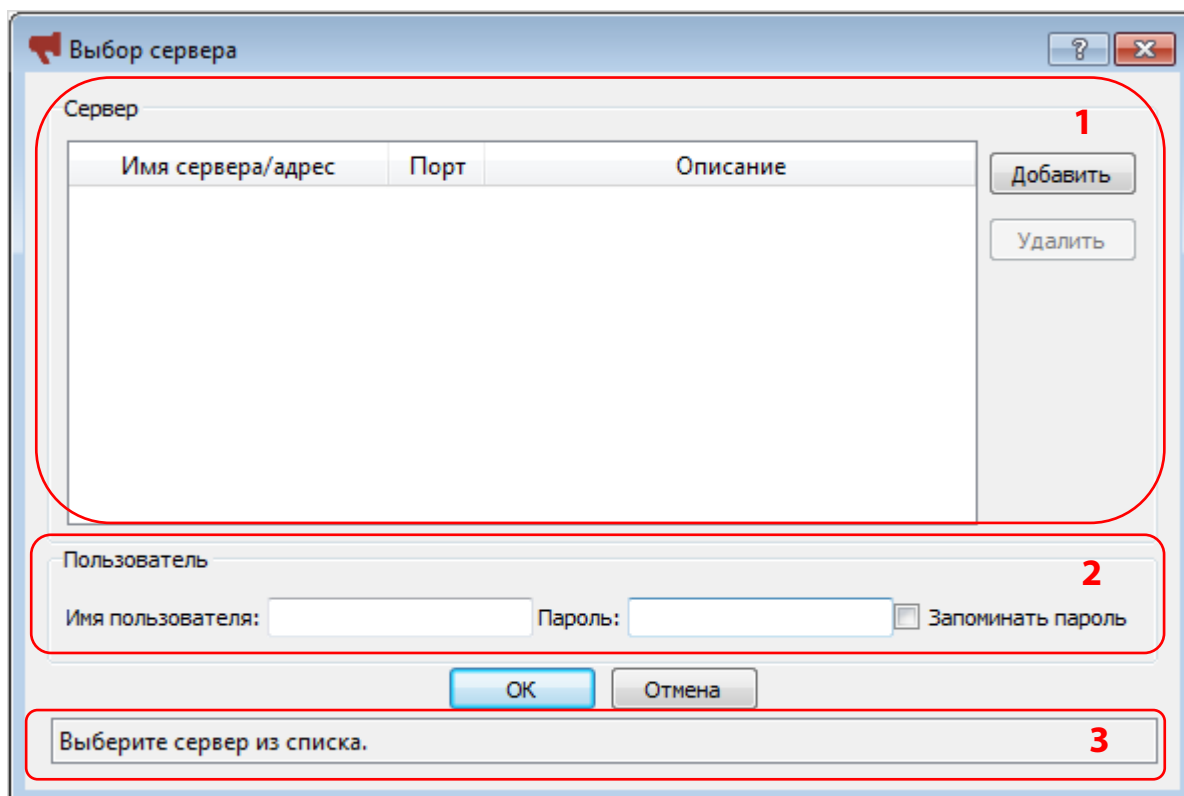 Выбор сервера
Сервер
1
Имя сервера/адрес Порт Описание
Добавить
Удалить
Пользователь
2
Имя пользователя: Пароль: Запоминать пароль
OK Отмена
Выберите сервер из списка.
3